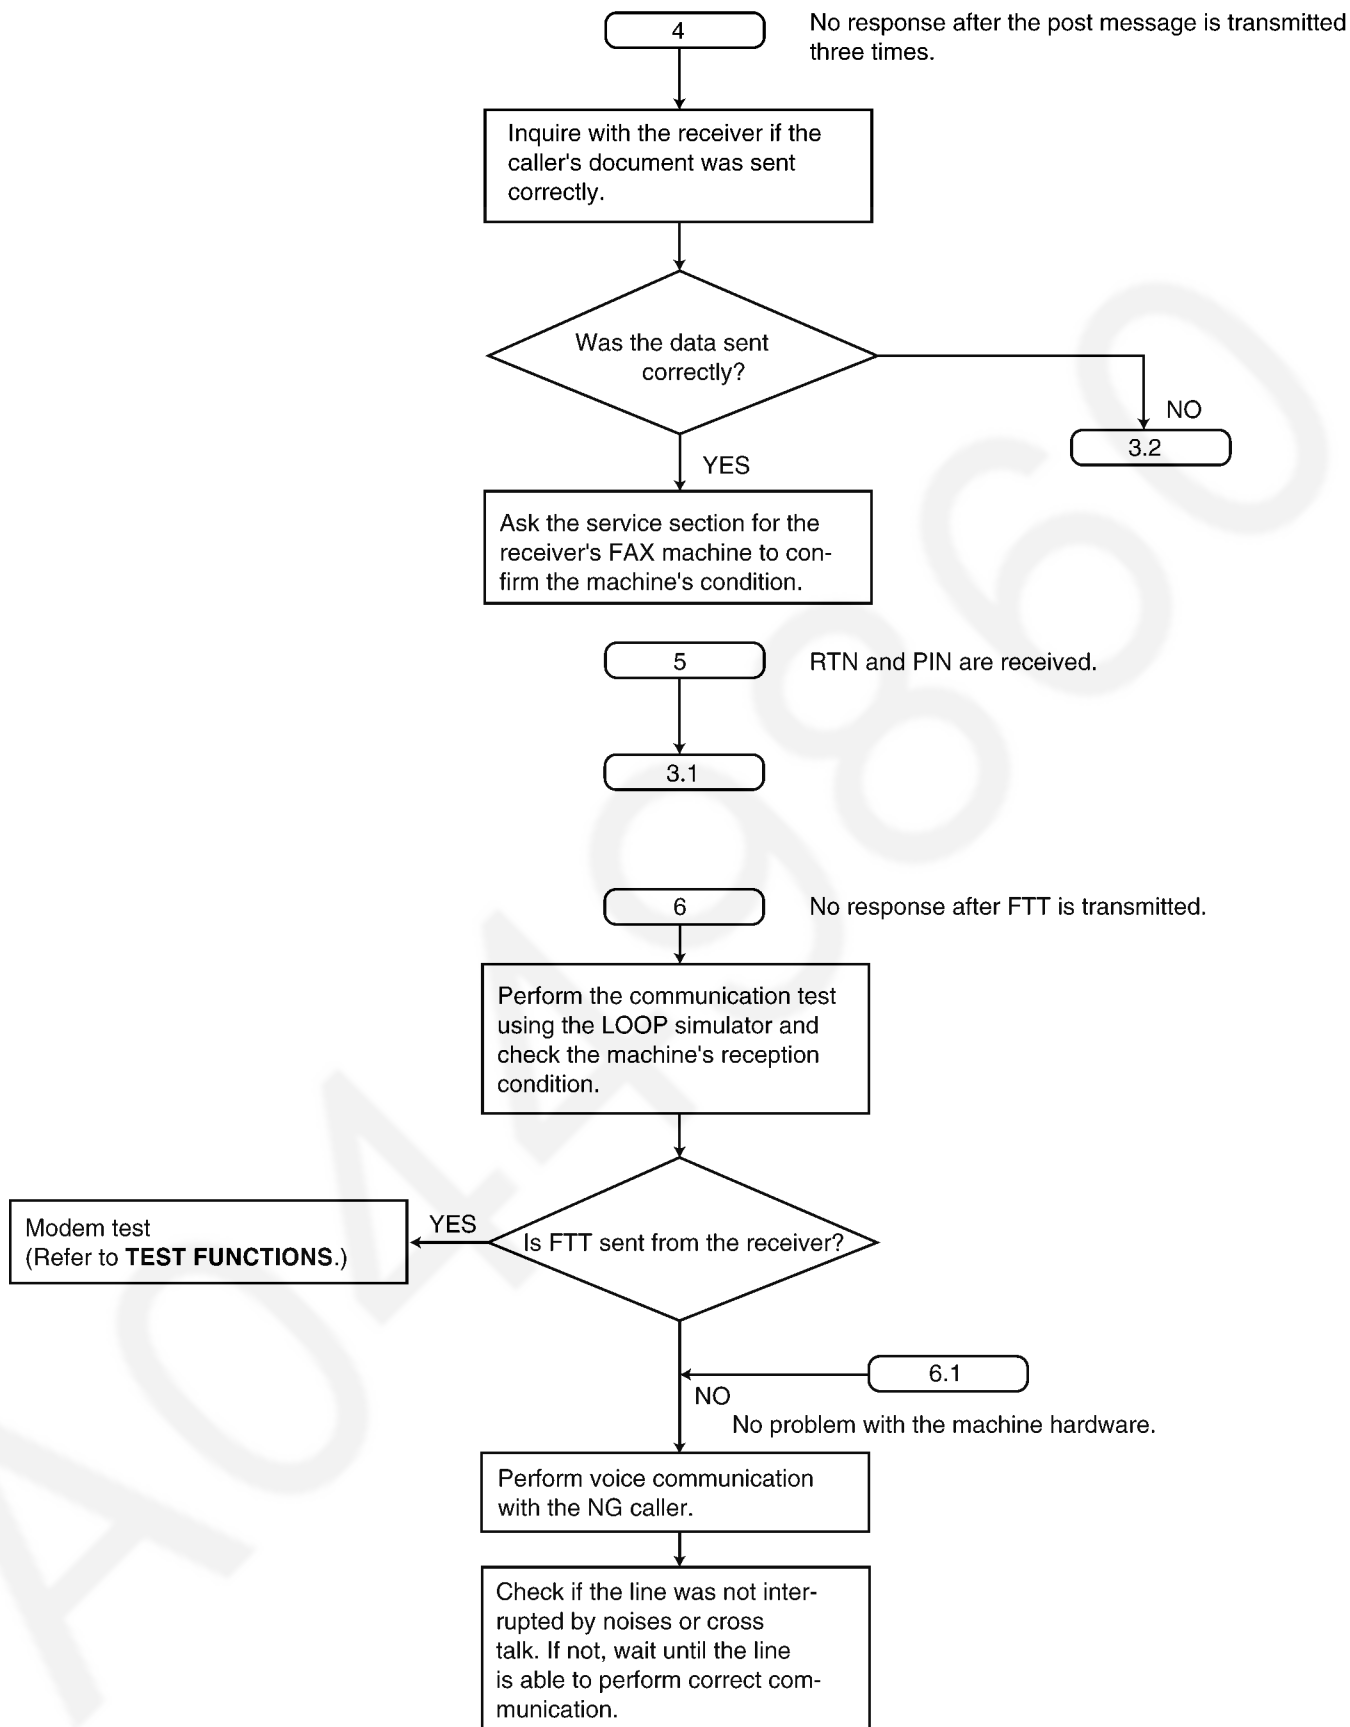 4
No response after the post message is transmitted
three times.
Inquire with the receiver if the
caller's document was sent
correctly.
Was the data sent
correctly?
NO
3.2
YES
Ask the service section for the
receiver's FAX machine to con-
firm the machine's condition.
5
RTN and PIN are received.
3.1
6
No response after FTT is transmitted.
Perform the communication test
using the LOOP simulator and
check the machine's reception
condition.
YES
Modem test
(Refer to TEST FUNCTIONS.)
Is FTT sent from the receiver?
6.1
NO
No problem with the machine hardware.
Perform voice communication
with the NG caller.
Check if the line was not inter-
rupted by noises or cross
talk. If not, wait until the line
is able to perform correct com-
munication.
A0449860